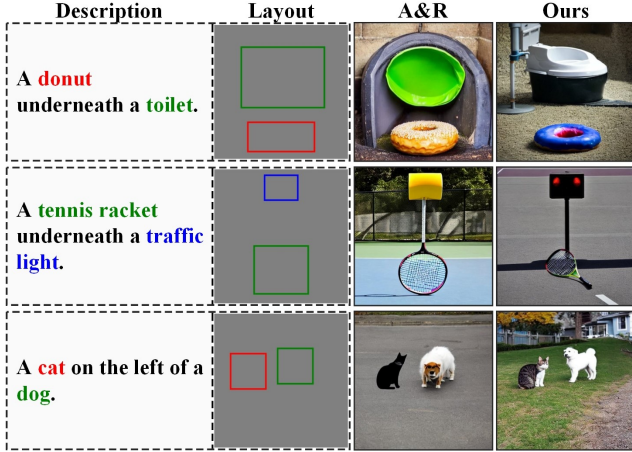 Description Layout A&R Ours
A donut
underneath a toilet.
A tennis racket
underneath a traffic
light.
A cat on the left of a
dog.